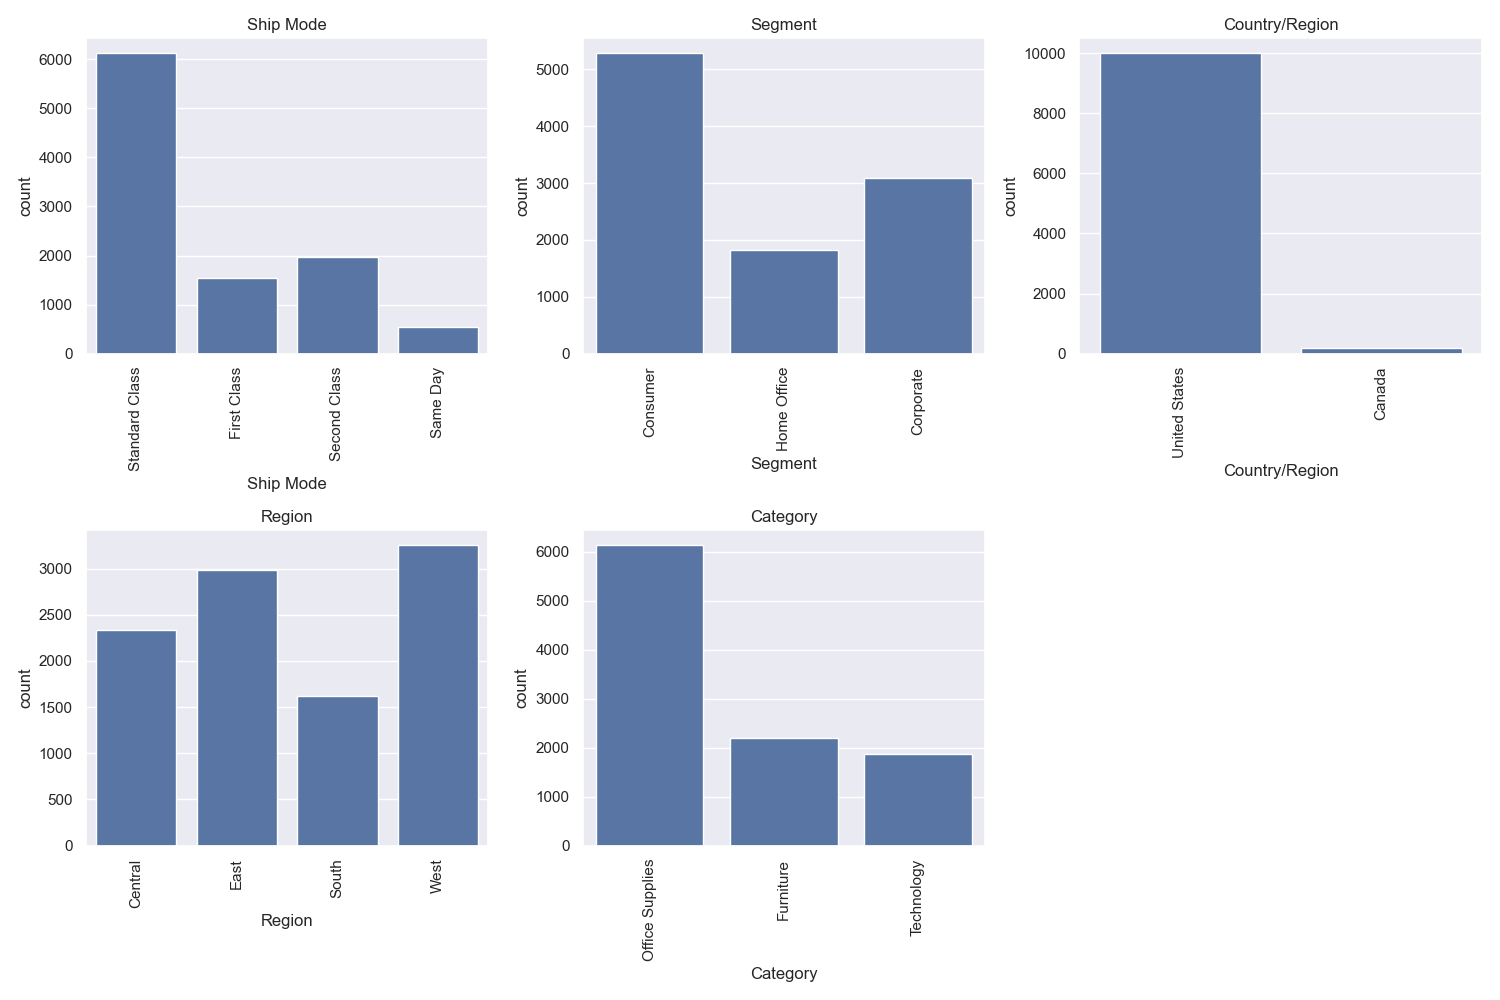 Ship Mode
6000
5000
4000
3000
2000
1000
0
count
Standard Class
First Class
Second Class
Same Day
Ship Mode
Segment
5000
4000
3000
2000
1000
0
count
Consumer
Home Office
Corporate
Segment
Country/Region
10000
8000
6000
4000
2000
0
count
United States
Canada
Country/Region
Region
3000
2500
2000
1500
1000
500
0
count
Central
East
South
West
Region
Category
6000
5000
4000
3000
2000
1000
0
count
Office Supplies
Furniture
Technology
Category